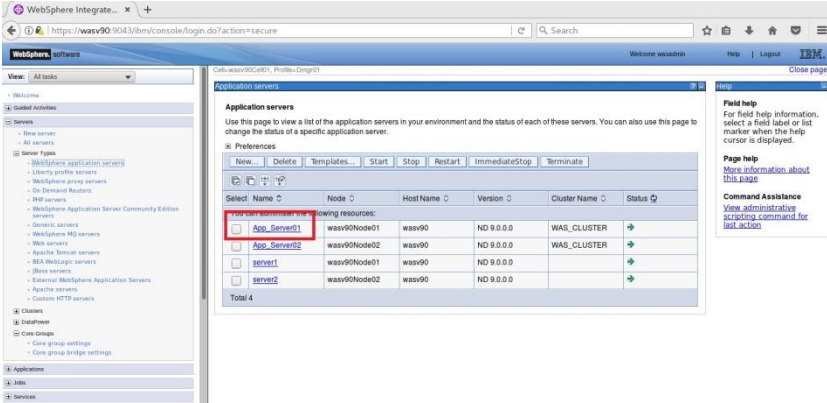 WebSphere Integrate... × +
https://wasv90:9043/ibm/console/login.do?action=secure
Search
WebSphere. software
Welcome wasadmin
Help | Logout
IBM.
View: All tasks
Welcome
Guided Activities
Servers
New server
All servers
Server Types
WebSphere application servers
Liberty profile servers
WebSphere proxy servers
On Demand Routers
PHP servers
WebSphere Application Server Community Edition
servers
Generic servers
WebSphere MQ servers
Web servers
Apache Tomcat servers
BEA WebLogic servers
JBoss servers
External WebSphere Application Servers
Apache servers
Custom HTTP servers
Clusters
DataPower
Core Groups
Core group settings
Core group bridge settings
Applications
Jobs
Services
Cell=wasv90Cell01, Profile=Dmgr01
Close page
Application servers
Application servers
Use this page to view a list of the application servers in your environment and the status of each of these servers. You can also use this page to
change the status of a specific application server.
Preferences
New... Delete Templates... Start Stop Restart ImmediateStop Terminate
Select Name Node Host Name Version Cluster Name Status
You can administer the following resources:
App_Server01 wasv90Node01 wasv90 ND 9.0.0.0 WAS_CLUSTER
App_Server02 wasv90Node02 wasv90 ND 9.0.0.0 WAS_CLUSTER
server1 wasv90Node01 wasv90 ND 9.0.0.0
server2 wasv90Node02 wasv90 ND 9.0.0.0
Total 4
Help
Field help
For field help information,
select a field label or list
marker when the help
cursor is displayed.
Page help
More information about
this page
Command Assistance
View administrative
scripting command for
last action